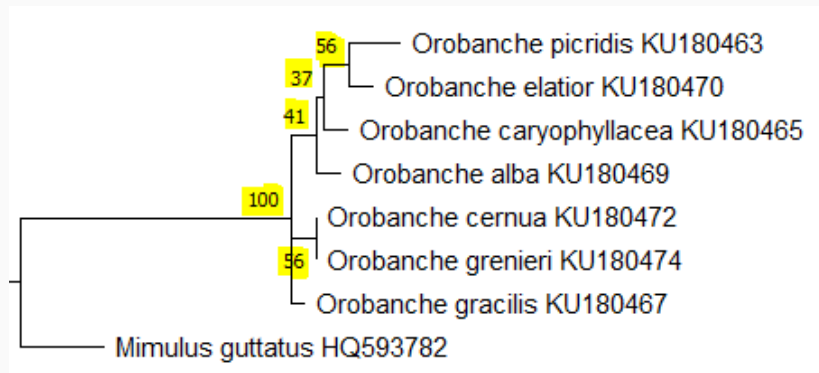 56
Orobanche picridis KU180463
37
Orobanche elatior KU180470
41
Orobanche caryophyllacea KU180465
Orobanche alba KU180469
100
Orobanche cernua KU180472
56
Orobanche grenieri KU180474
Orobanche gracilis KU180467
Mimulus guttatus HQ593782